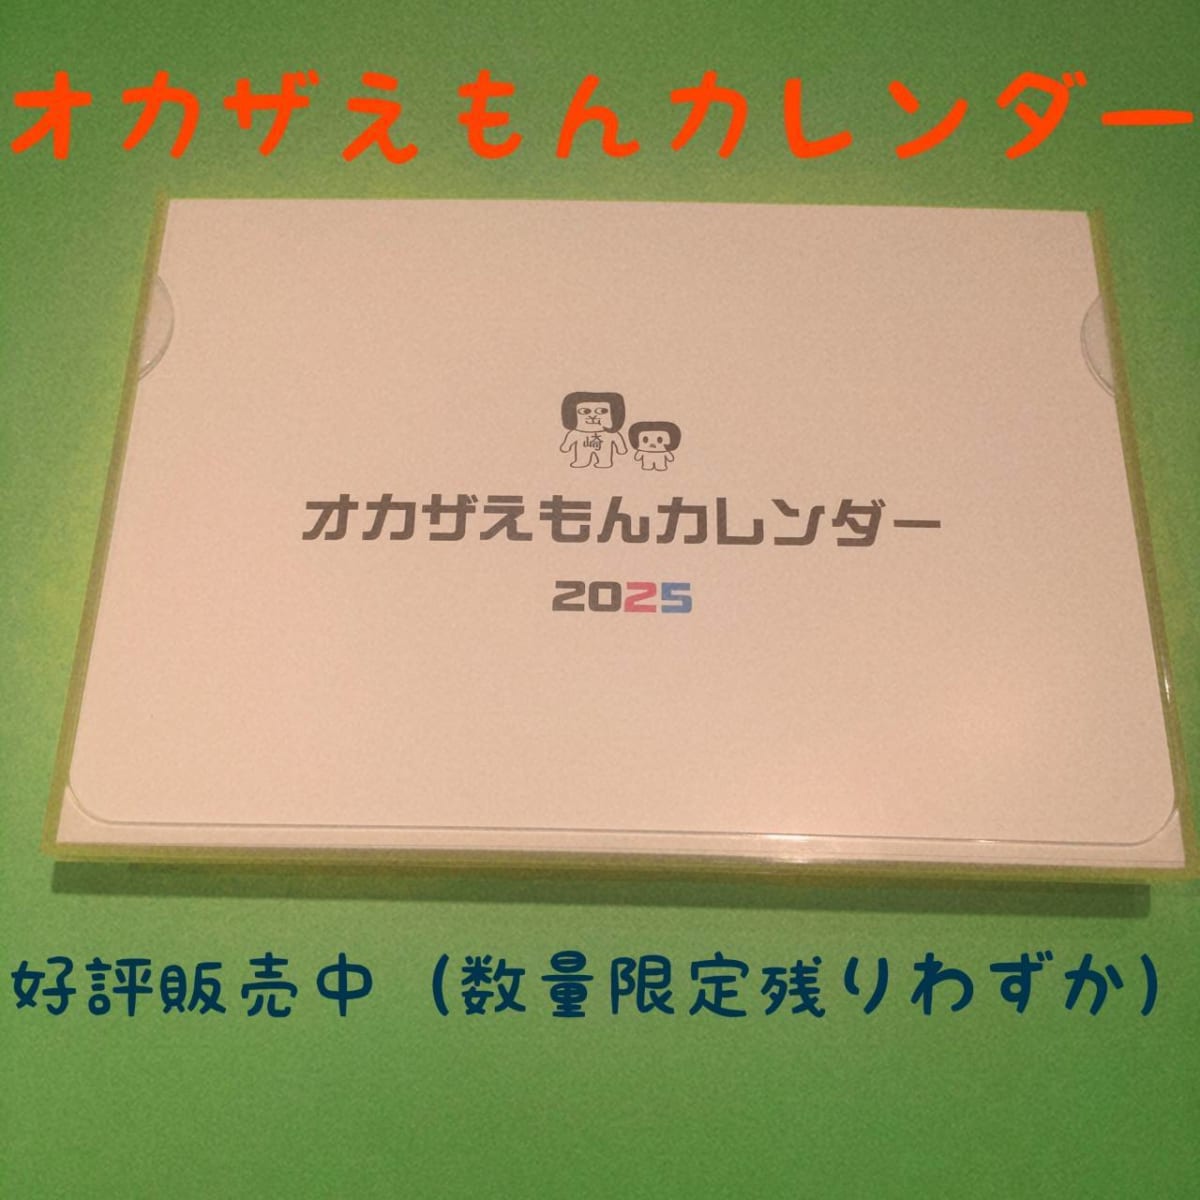 オカザえもんカレンダー
崎
オカザえもんカレンダー
2025
好評販売中（数量限定残りわずか）